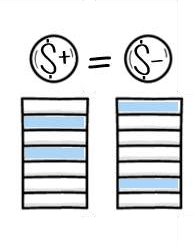 $+ = $-